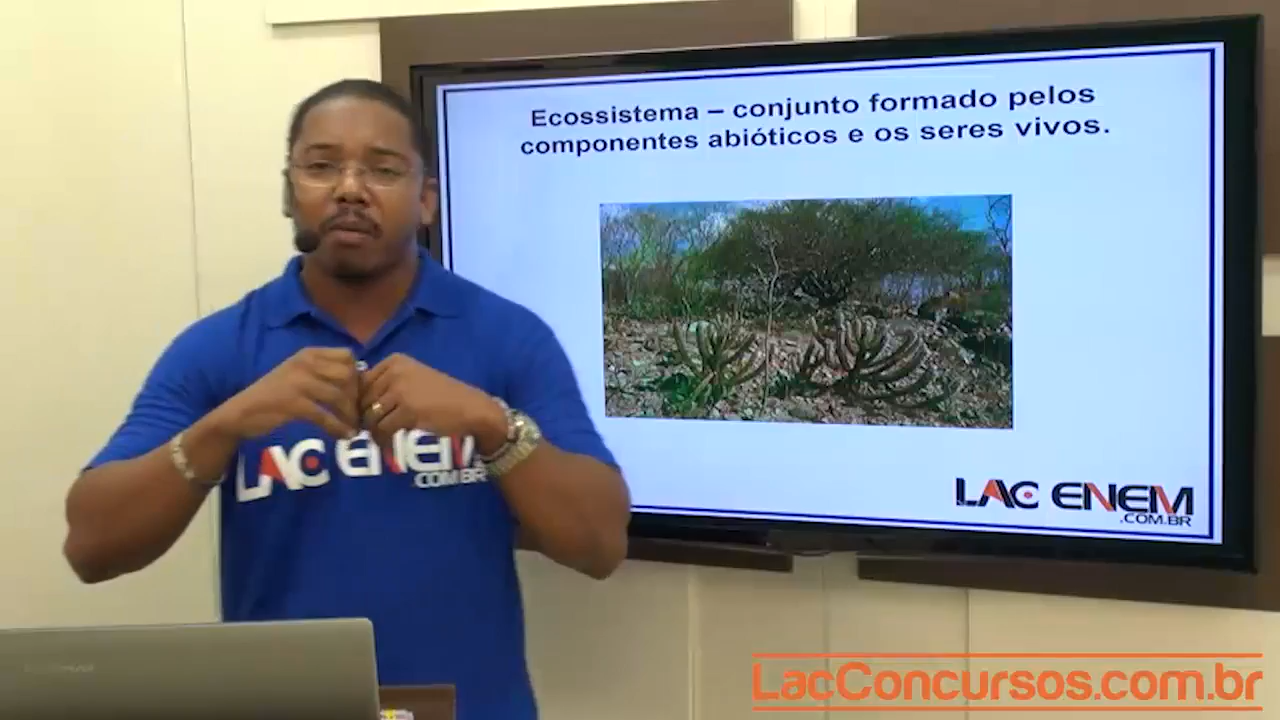 Ecossistema – conjunto formado pelos
componentes abióticos e os seres vivos.
LAC ENEM
.COM.BR
LAC ENEM
.COM BR
LacConcursos.com.br